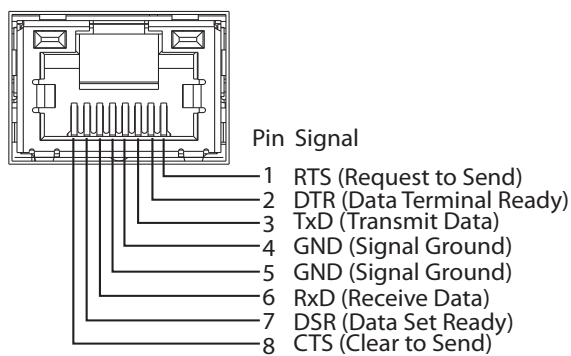 Pin Signal
1 RTS (Request to Send)
2 DTR (Data Terminal Ready)
3 TxD (Transmit Data)
4 GND (Signal Ground)
5 GND (Signal Ground)
6 RxD (Receive Data)
7 DSR (Data Set Ready)
8 CTS (Clear to Send)